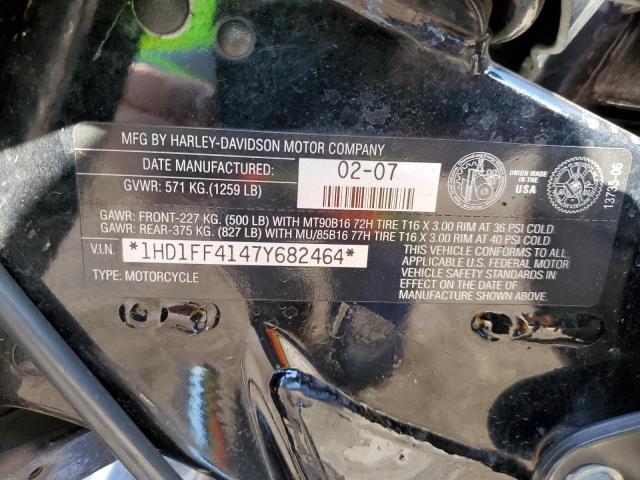 MFG BY HARLEY-DAVIDSON MOTOR COMPANY
DATE MANUFACTURED: 02-07
GVWR: 571 KG.(1259 LB)
UNION MADE IN
USA
13735-06
GAWR: FRONT-227 KG. (500 LB) WITH MT90B16 72H TIRE T16 X 3.00 RIM AT 36 PSI COLD
GAWR: REAR-375 KG. (827 LB) WITH MU/85B16 77H TIRE T16 X 3.00 RIM AT 40 PSI COLD
V.I.N. *1HD1FF4147Y682464*
TYPE: MOTORCYCLE
THIS VEHICLE CONFORMS TO ALL
APPLICABLE U.S. FEDERAL MOTOR
VEHICLE SAFETY STANDARDS IN
EFFECT ON THE DATE OF
MANUFACTURE SHOWN ABOVE.